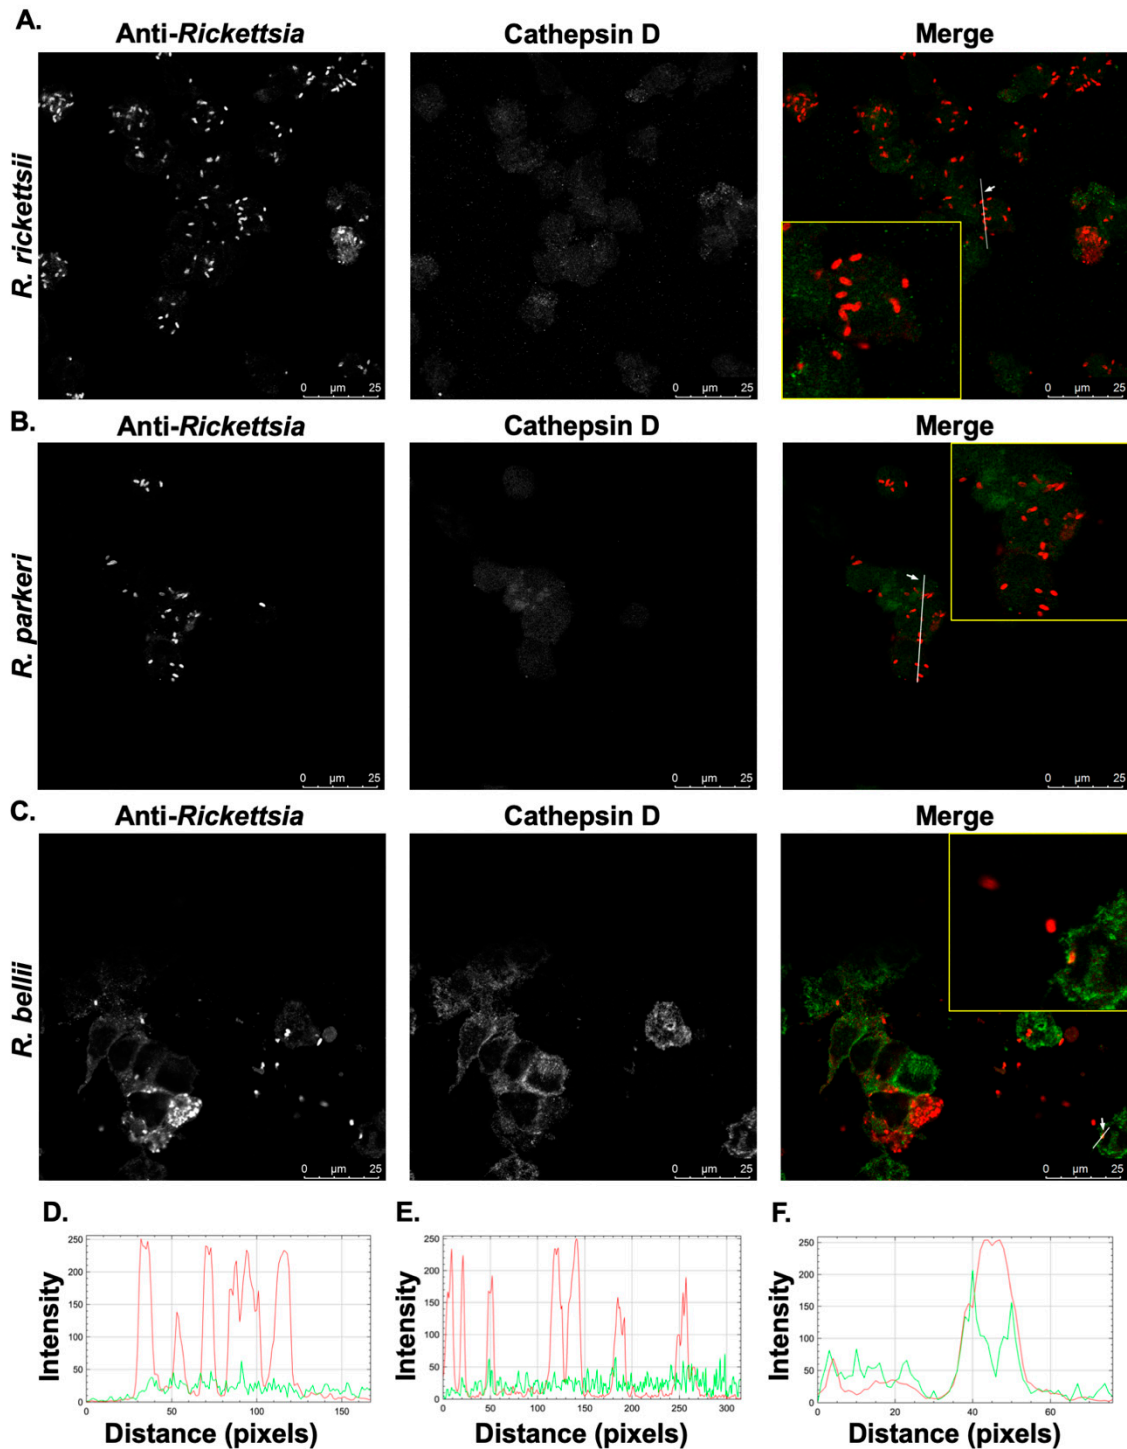 A.
Anti-Rickettsia Cathepsin D Merge
R. rickettsii
0 µm 25 0 µm 25 0 µm 25
B.
Anti-Rickettsia Cathepsin D Merge
R. parkeri
0 µm 25 0 µm 25 0 µm 25
C.
Anti-Rickettsia Cathepsin D Merge
R. bellii
0 µm 25 0 µm 25 0 µm 25
D.
Intensity
250
200
150
100
50
0
0 50 100 150
Distance (pixels)
E.
Intensity
250
200
150
100
50
0
0 50 100 150 200 250 300
Distance (pixels)
F.
Intensity
250
200
150
100
50
0
0 20 40 60
Distance (pixels)